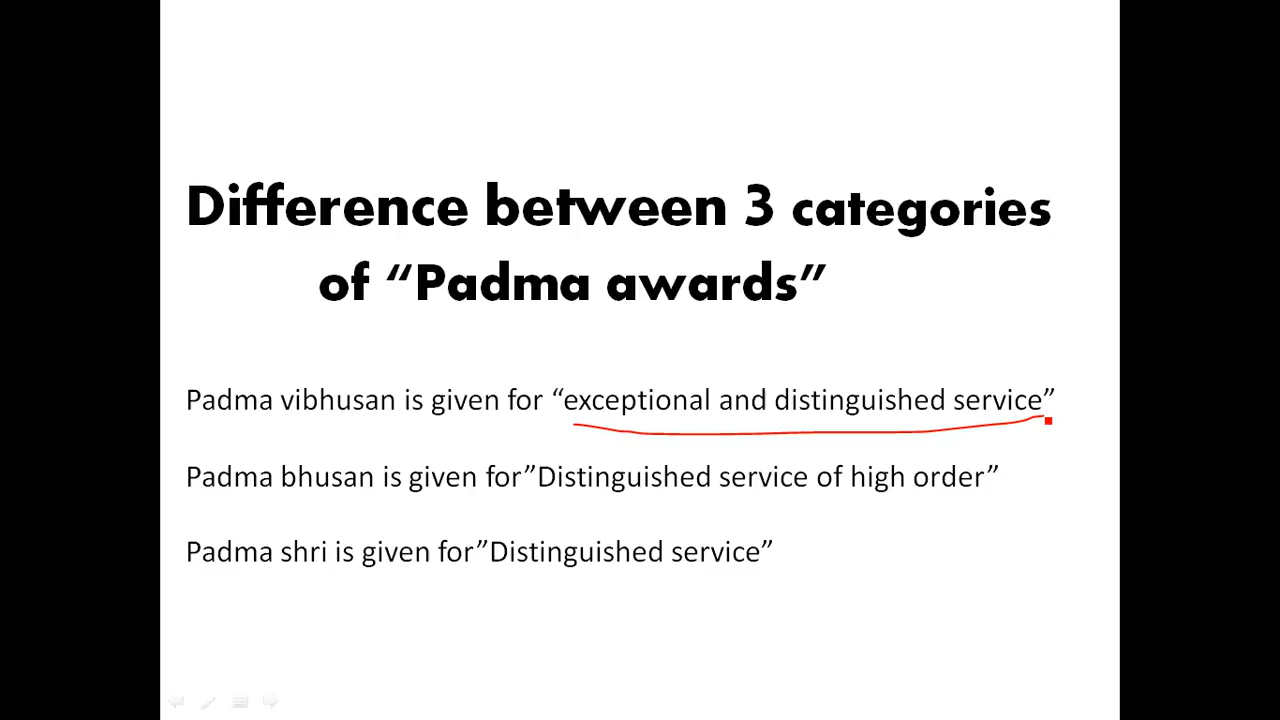 Difference between 3 categories
of “Padma awards”
Padma vibhusan is given for “exceptional and distinguished service”
Padma bhusan is given for”Distinguished service of high order”
Padma shri is given for”Distinguished service”